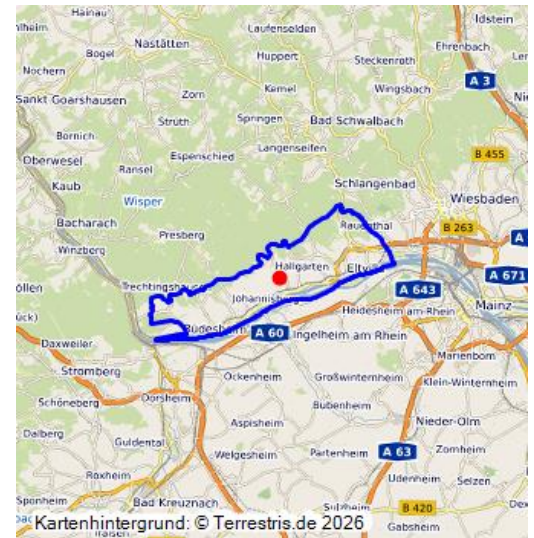 Hainau
Laufenselden
Idstein
Nastätten
Ehrenbach
Bogel
Huppert
Steckenroth
Nochern
A 3
Zorn
Kemel
Wingsbach
Sankt Goarshausen
Struth
Springen
Bad Schwalbach
Bornich
Langenseifen
Espenschied
B 455
Oberwesel
Ransel
Kaub
Schlangenbad
Wisper
Wiesbaden
Bacharach
Rauenthal
B 263
Presberg
Winzberg
Hallgarten
A 671
Trechtingshausen
A 643
Johannisberg
Mainz
Heidesheim am Rhein
Rüdesheim
A 60
Ingelheim am Rhein
Daxweiler
Marienborn
Stromberg
Ockenheim
Großwinternheim
Klein-Winternheim
Schöneberg
Dorsheim
Bubenheim
Aspisheim
Nieder-Olm
Dalberg
Guldental
Welgesheim
Partenheim
A 63
Zornheim
Roxheim
Udenheim
Selzen
Sponheim
Bad Kreuznach
B 420
Gabsheim
Kartenhintergrund: © Terrestris.de 2026